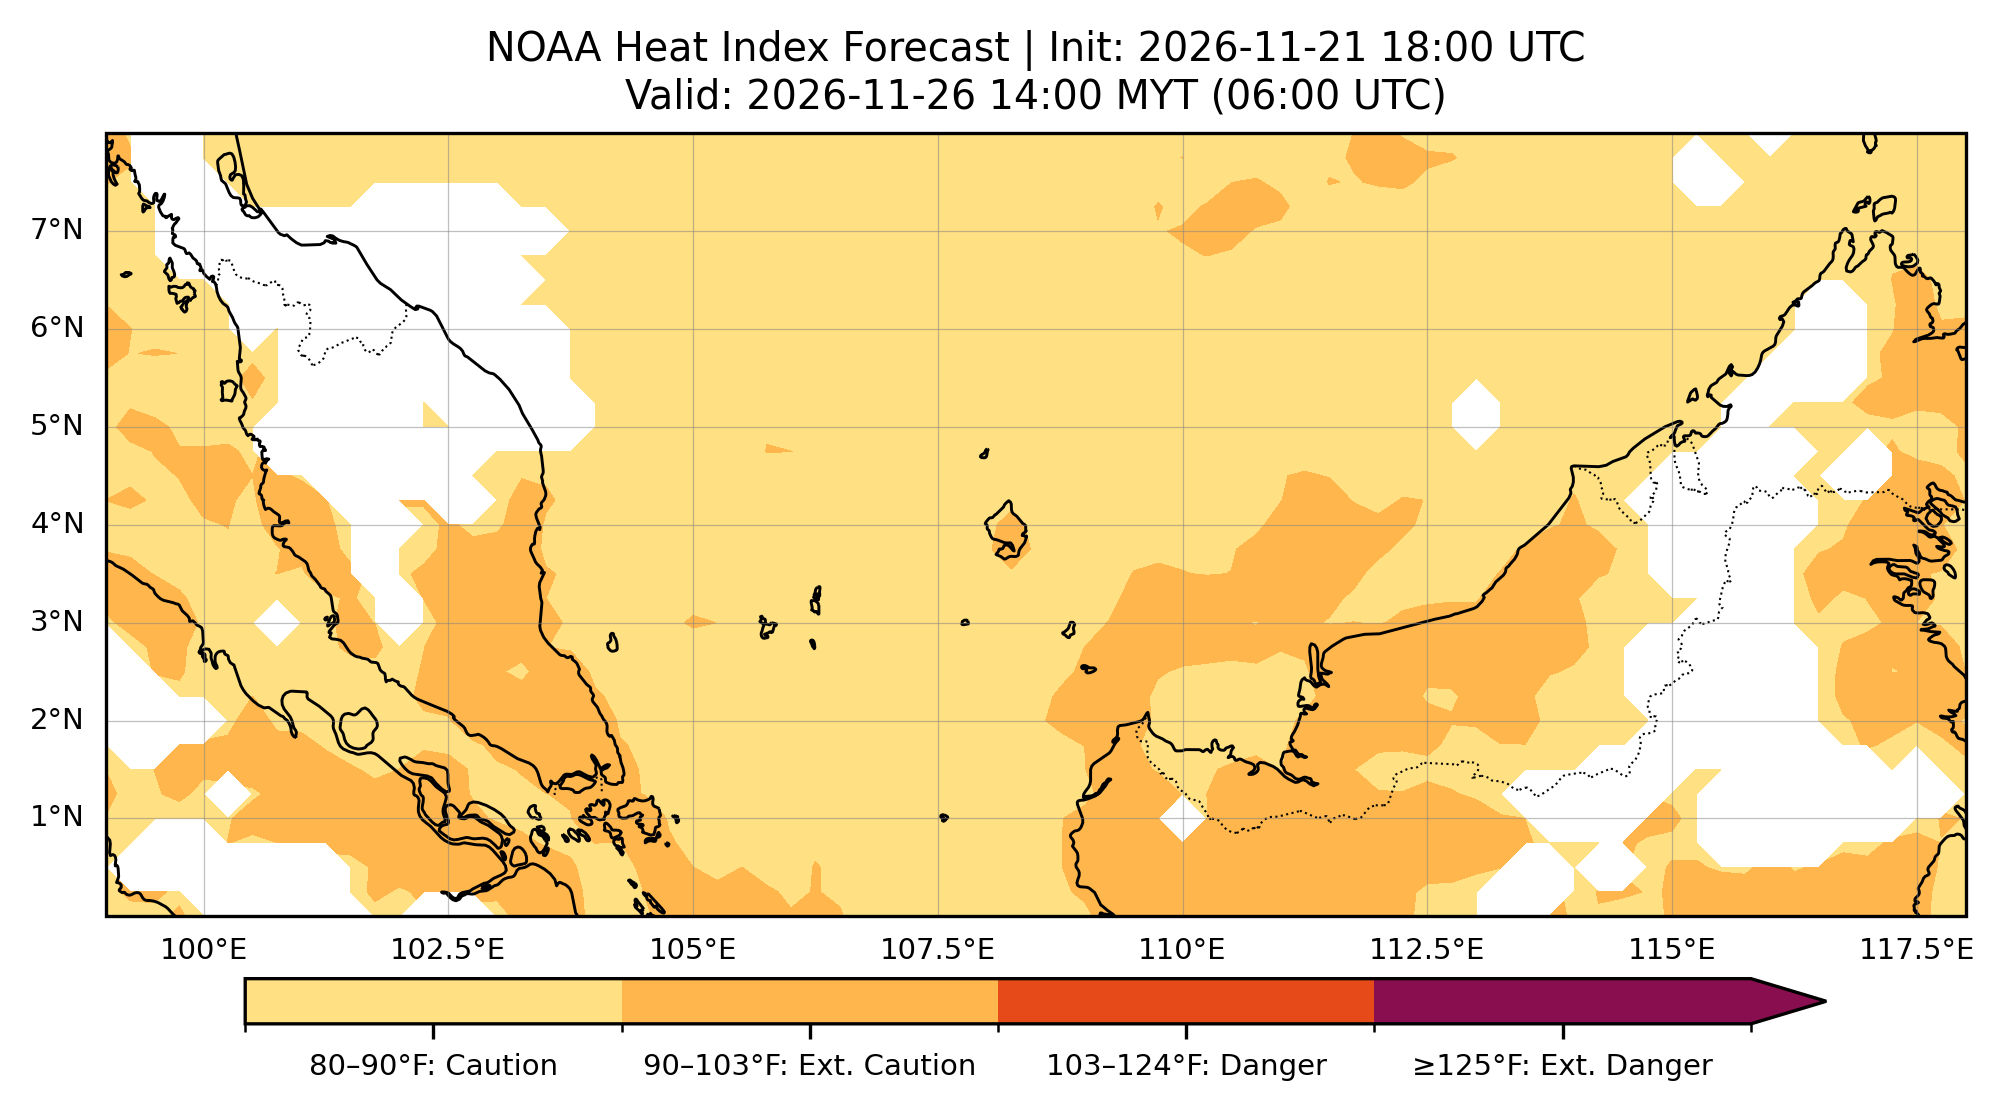 NOAA Heat Index Forecast | Init: 2026-11-21 18:00 UTC
Valid: 2026-11-26 14:00 MYT (06:00 UTC)
7°N
6°N
5°N
4°N
3°N
2°N
1°N
100°E 102.5°E 105°E 107.5°E 110°E 112.5°E 115°E 117.5°E
80–90°F: Caution 90–103°F: Ext. Caution 103–124°F: Danger ≥125°F: Ext. Danger